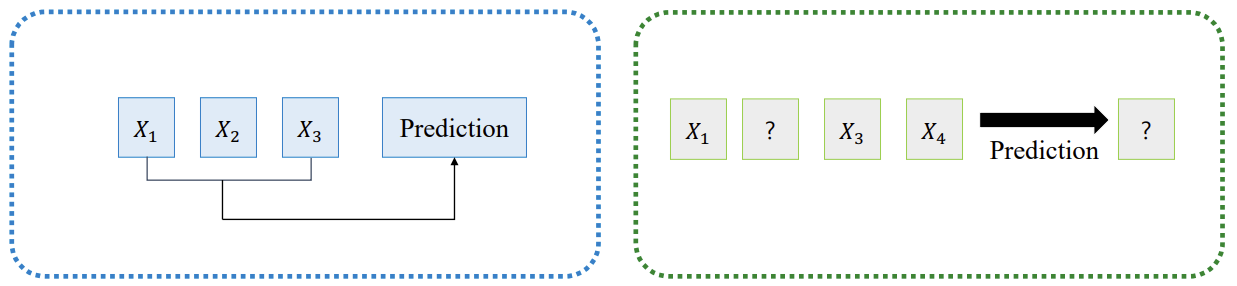 X₁ X₂ X₃ Prediction
X₁ ? X₃ X₄ ?
Prediction